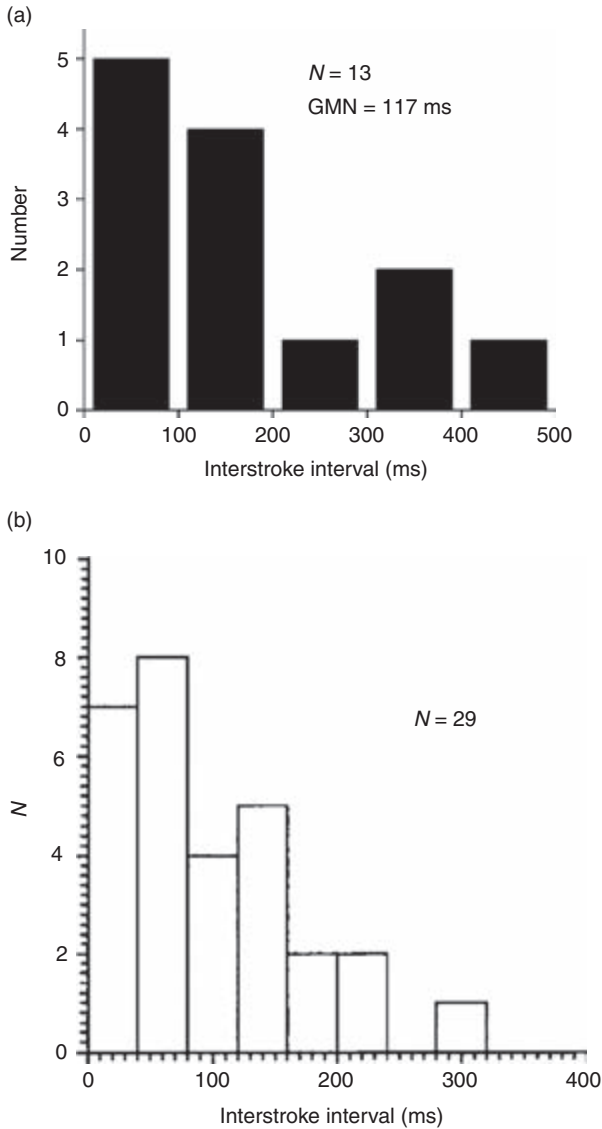 (a)
5
4
3
2
1
0
Number
N = 13
GMN = 117 ms
0 100 200 300 400 500
Interstroke interval (ms)
(b)
10
8
6
4
2
0
N
N = 29
0 100 200 300 400
Interstroke interval (ms)